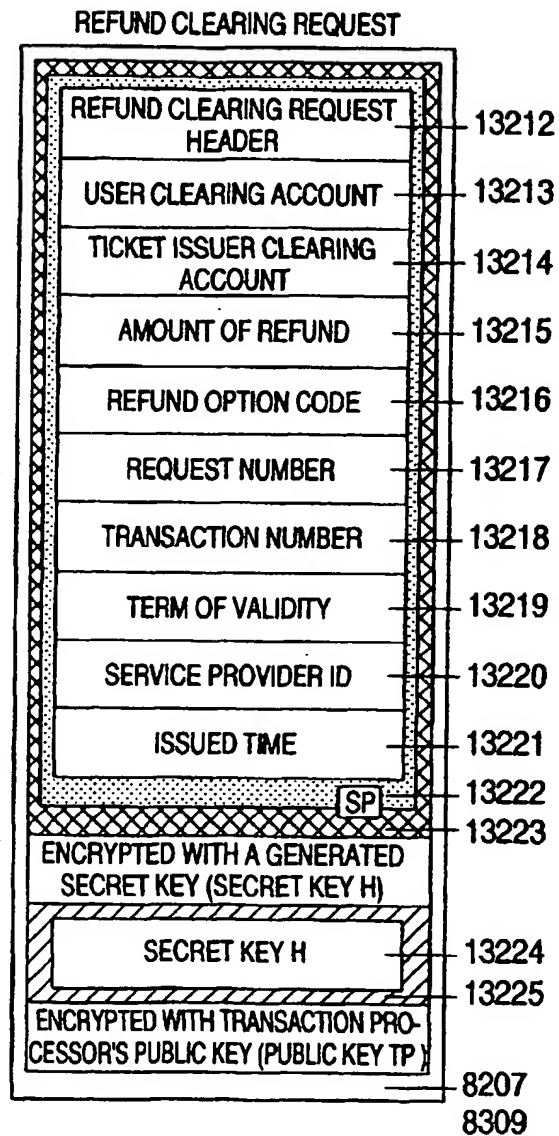 REFUND CLEARING REQUEST
REFUND CLEARING REQUEST
HEADER
13212
USER CLEARING ACCOUNT
13213
TICKET ISSUER CLEARING
ACCOUNT
13214
AMOUNT OF REFUND
13215
REFUND OPTION CODE
13216
REQUEST NUMBER
13217
TRANSACTION NUMBER
13218
TERM OF VALIDITY
13219
SERVICE PROVIDER ID
13220
ISSUED TIME
13221
SP
13222
13223
ENCRYPTED WITH A GENERATED
SECRET KEY (SECRET KEY H)
SECRET KEY H
13224
13225
ENCRYPTED WITH TRANSACTION PRO-
CESSOR'S PUBLIC KEY (PUBLIC KEY TP )
8207
8309